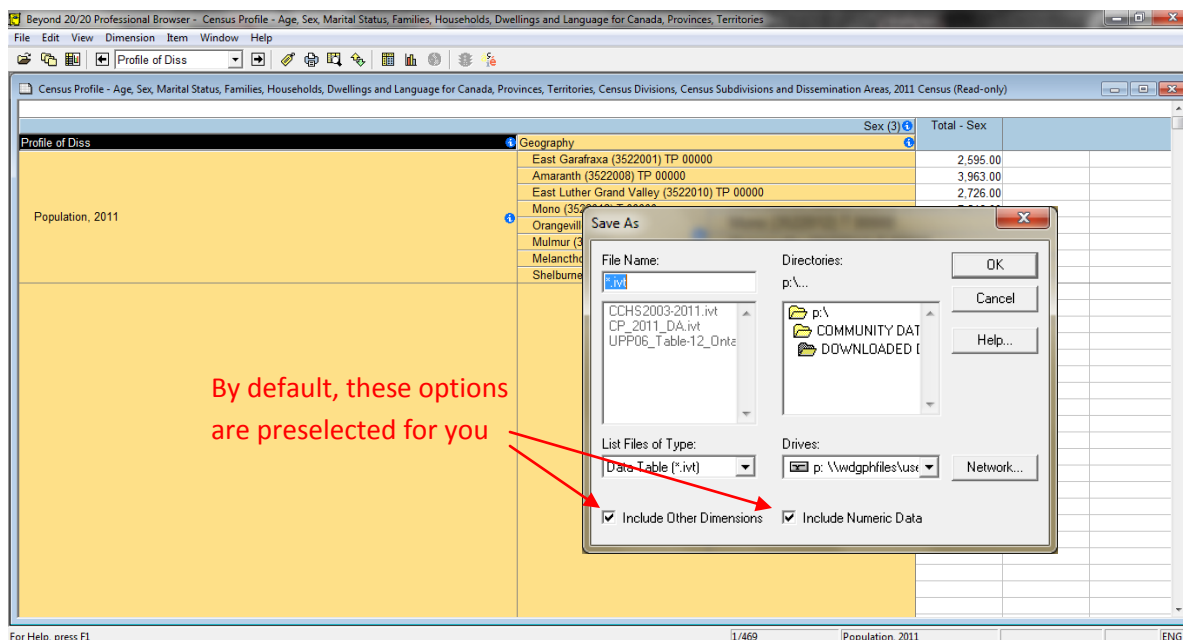 Beyond 20/20 Professional Browser - Census Profile - Age, Sex, Marital Status, Families, Households, Dwellings and Language for Canada, Provinces, Territories
File Edit View Dimension Item Window Help
Profile of Diss
Census Profile - Age, Sex, Marital Status, Families, Households, Dwellings and Language for Canada, Provinces, Territories, Census Divisions, Census Subdivisions and Dissemination Areas, 2011 Census (Read-only)
Sex (3) Total - Sex
Profile of Diss Geography
East Garafraxa (3522001) TP 00000 2,595.00
Amaranth (3522008) TP 00000 3,963.00
East Luther Grand Valley (3522010) TP 00000 2,726.00
Mono (352
Population, 2011
Orangevill
Mulmur (3
Melanctho
Shelburne
Save As
File Name:
*.ivt
CCHS2003-2011.ivt
CP_2011_DA.ivt
UPP06_Table-12_Onta
Directories:
p:\...
p:\
COMMUNITY DAT
DOWNLOADED D
OK
Cancel
Help...
List Files of Type:
Data Table (*.ivt)
Drives:
p: \\wdgphfiles\use
Network...
Include Other Dimensions
Include Numeric Data
By default, these options
are preselected for you
For Help, press F1 1/469 Population, 2011 ENG